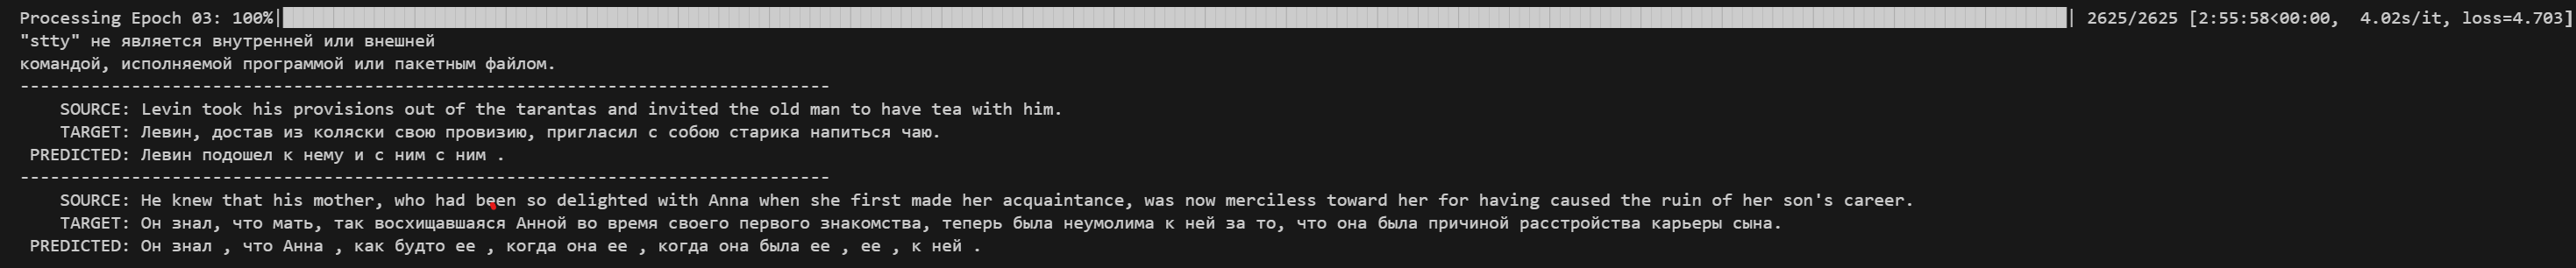 Processing Epoch 03: 100%| | 2625/2625 [2:55:58<00:00, 4.02s/it, loss=4.703]
"stty" не является внутренней или внешней
командой, исполняемой программой или пакетным файлом.
--------------------------------------------------------------------------------
SOURCE: Levin took his provisions out of the tarantas and invited the old man to have tea with him.
TARGET: Левин, достав из коляски свою провизию, пригласил с собою старика напиться чаю.
PREDICTED: Левин подошел к нему и с ним с ним .
--------------------------------------------------------------------------------
SOURCE: He knew that his mother, who had been so delighted with Anna when she first made her acquaintance, was now merciless toward her for having caused the ruin of her son's career.
TARGET: Он знал, что мать, так восхищавшаяся Анной во время своего первого знакомства, теперь была неумолима к ней за то, что она была причиной расстройства карьеры сына.
PREDICTED: Он знал , что Анна , как будто ее , когда она ее , когда она была ее , ее , к ней .